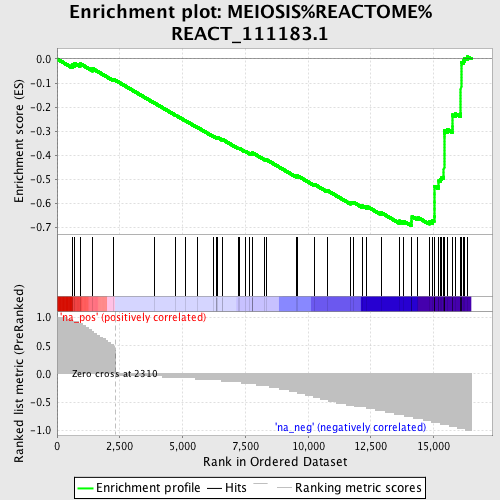 Enrichment plot: MEIOSIS%REACTOME%
REACT_111183.1
Enrichment score (ES)
0.0
-0.1
-0.2
-0.3
-0.4
-0.5
-0.6
-0.7
Ranked list metric (PreRanked)
1.0
0.5
0.0
-0.5
-1.0
'na_pos' (positively correlated)
Zero cross at 2310
'na_neg' (negatively correlated)
0 2,500 5,000 7,500 10,000 12,500 15,000
Rank in Ordered Dataset
Enrichment profile Hits Ranking metric scores